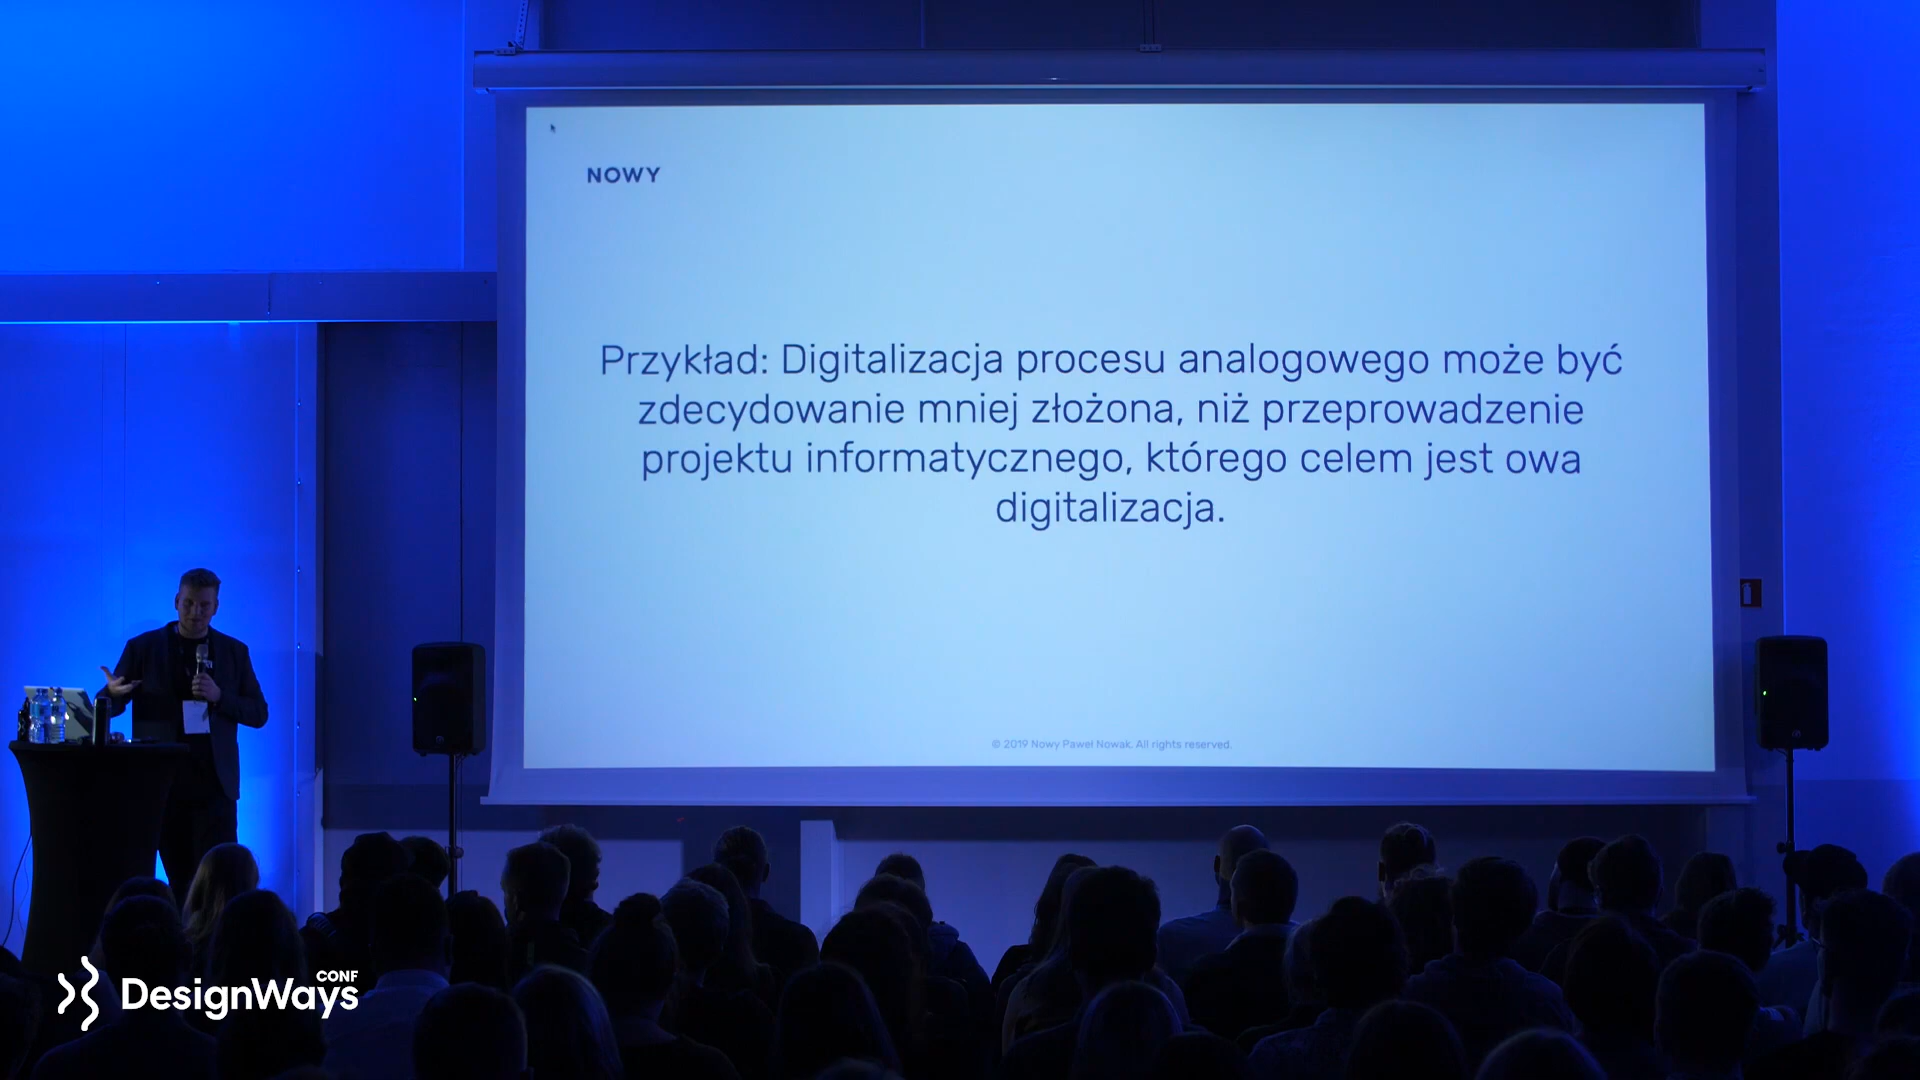 NOWY
Przykład: Digitalizacja procesu analogowego może być
zdecydowanie mniej złożona, niż przeprowadzenie
projektu informatycznego, którego celem jest owa
digitalizacja.
© 2019 Nowy Paweł Nowak. All rights reserved.
DesignWays CONF